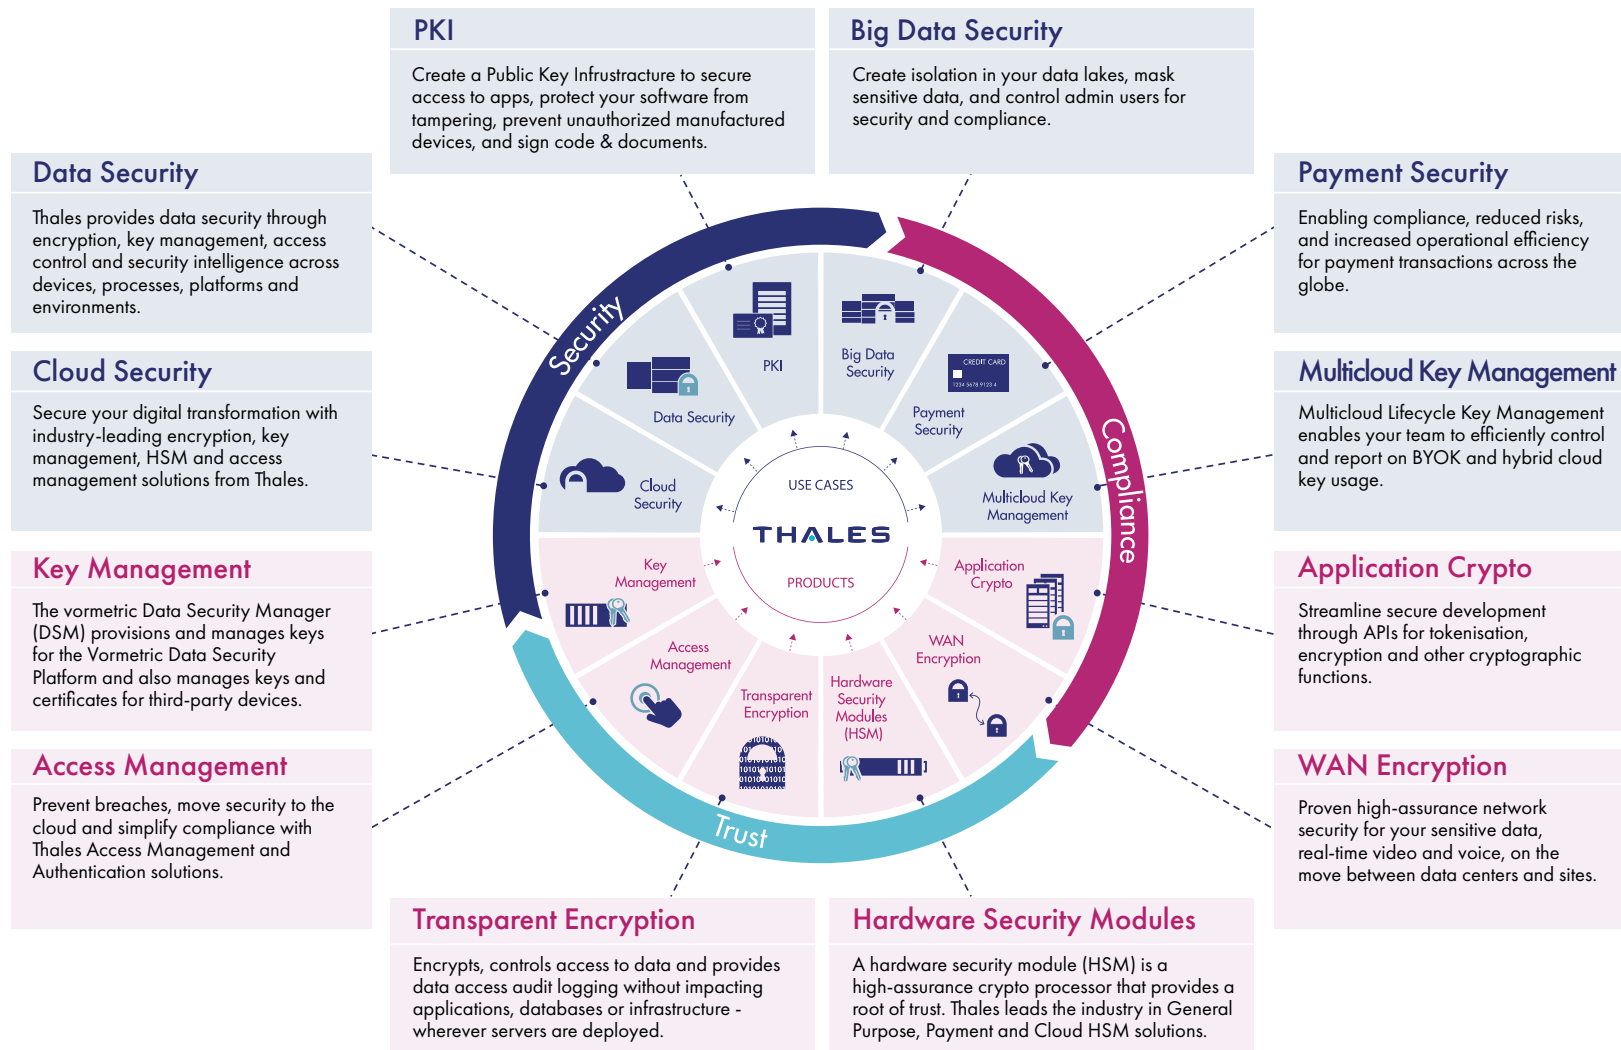 PKI
Create a Public Key Infrustracture to secure
access to apps, protect your software from
tampering, prevent unauthorized manufactured
devices, and sign code & documents.
Big Data Security
Create isolation in your data lakes, mask
sensitive data, and control admin users for
security and compliance.
Data Security
Thales provides data security through
encryption, key management, access
control and security intelligence across
devices, processes, platforms and
environments.
Payment Security
Enabling compliance, reduced risks,
and increased operational efficiency
for payment transactions across the
globe.
Cloud Security
Secure your digital transformation with
industry-leading encryption, key
management, HSM and access
management solutions from Thales.
Multicloud Key Management
Multicloud Lifecycle Key Management
enables your team to efficiently control
and report on BYOK and hybrid cloud
key usage.
Key Management
The vormetric Data Security Manager
(DSM) provisions and manages keys
for the Vormetric Data Security
Platform and also manages keys and
certificates for third-party devices.
Application Crypto
Streamline secure development
through APIs for tokenisation,
encryption and other cryptographic
functions.
Access Management
Prevent breaches, move security to the
cloud and simplify compliance with
Thales Access Management and
Authentication solutions.
WAN Encryption
Proven high-assurance network
security for your sensitive data,
real-time video and voice, on the
move between data centers and sites.
Transparent Encryption
Encrypts, controls access to data and provides
data access audit logging without impacting
applications, databases or infrastructure -
wherever servers are deployed.
Hardware Security Modules
A hardware security module (HSM) is a
high-assurance crypto processor that provides a
root of trust. Thales leads the industry in General
Purpose, Payment and Cloud HSM solutions.
Security
Compliance
Trust
PKI
Big Data
Security
Data Security
CREDIT CARD
1234 5678 9123 4
Payment
Security
Cloud
Security
Multicloud Key
Management
USE CASES
THALES
PRODUCTS
Key
Management
Application
Crypto
Access
Management
WAN
Encryption
Transparent
Encryption
Hardware
Security
Modules
(HSM)